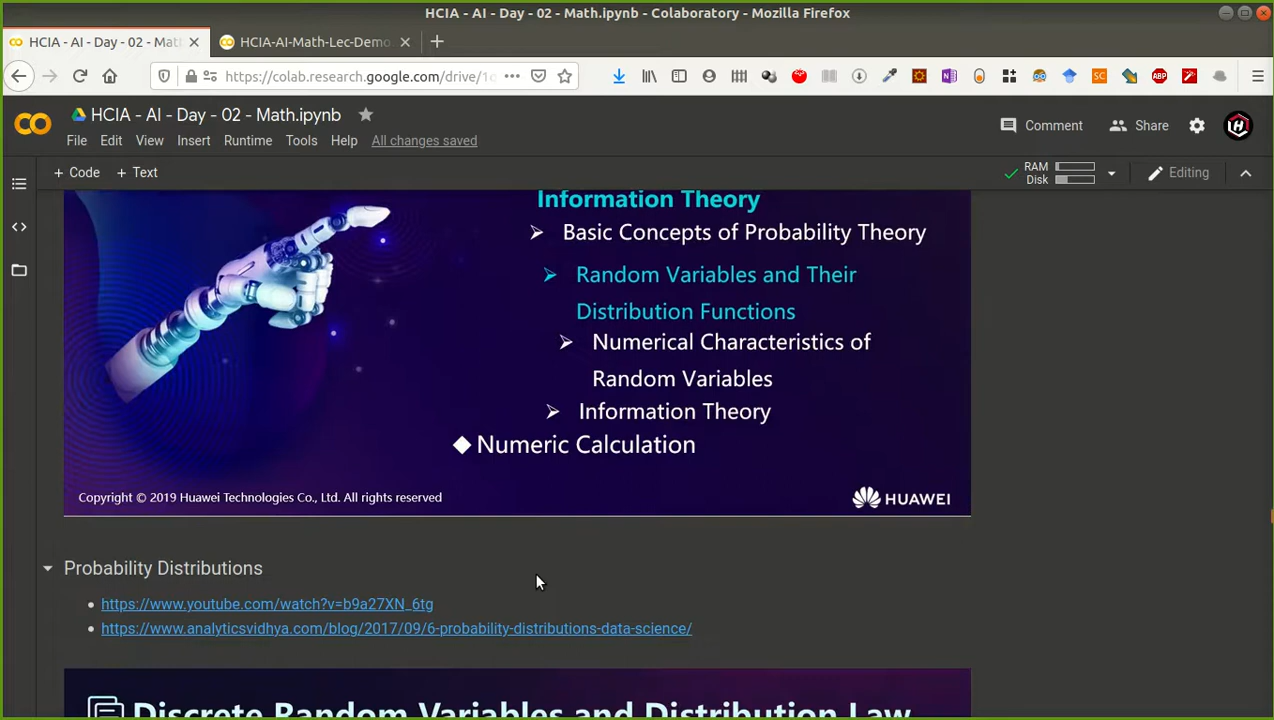 HCIA - AI - Day - 02 - Math.ipynb - Colaboratory - Mozilla Firefox
HCIA - AI - Day - 02 - Mat
HCIA-AI-Math-Lec-Demo
https://colab.research.google.com/drive/1
HCIA - AI - Day - 02 - Math.ipynb
Comment
Share
File Edit View Insert Runtime Tools Help All changes saved
+ Code + Text
RAM
Disk
Editing
Information Theory
Basic Concepts of Probability Theory
Random Variables and Their
Distribution Functions
Numerical Characteristics of
Random Variables
Information Theory
Numeric Calculation
Copyright © 2019 Huawei Technologies Co., Ltd. All rights reserved
HUAWEI
Probability Distributions
https://www.youtube.com/watch?v=b9a27XN_6tg
https://www.analyticsvidhya.com/blog/2017/09/6-probability-distributions-data-science/
Discrete Random Variables and Distribution Law